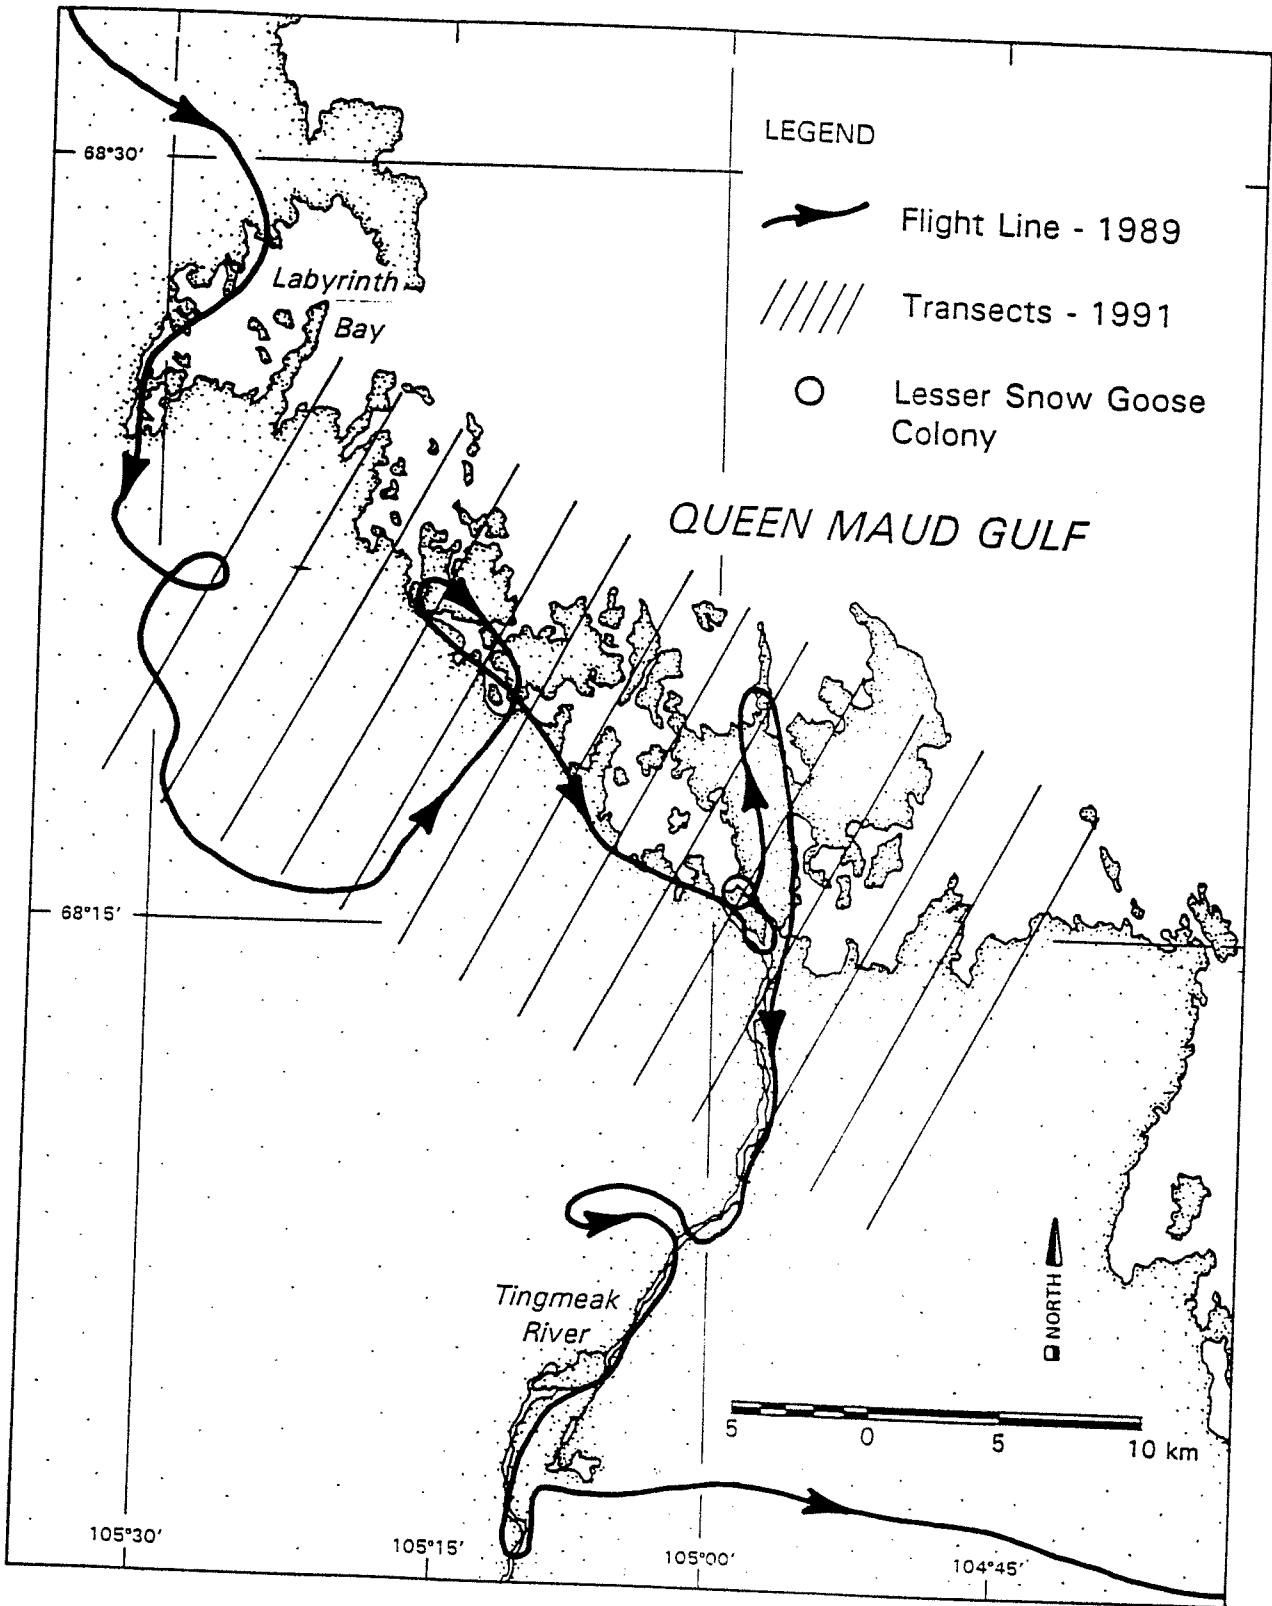 LEGEND
68°30'
Flight Line - 1989
Labyrinth
Bay
Transects - 1991
Lesser Snow Goose
Colony
QUEEN MAUD GULF
68°15'
NORTH
Tingmeak
River
5 0 5 10 km
105°30' 105°15' 105°00' 104°45'